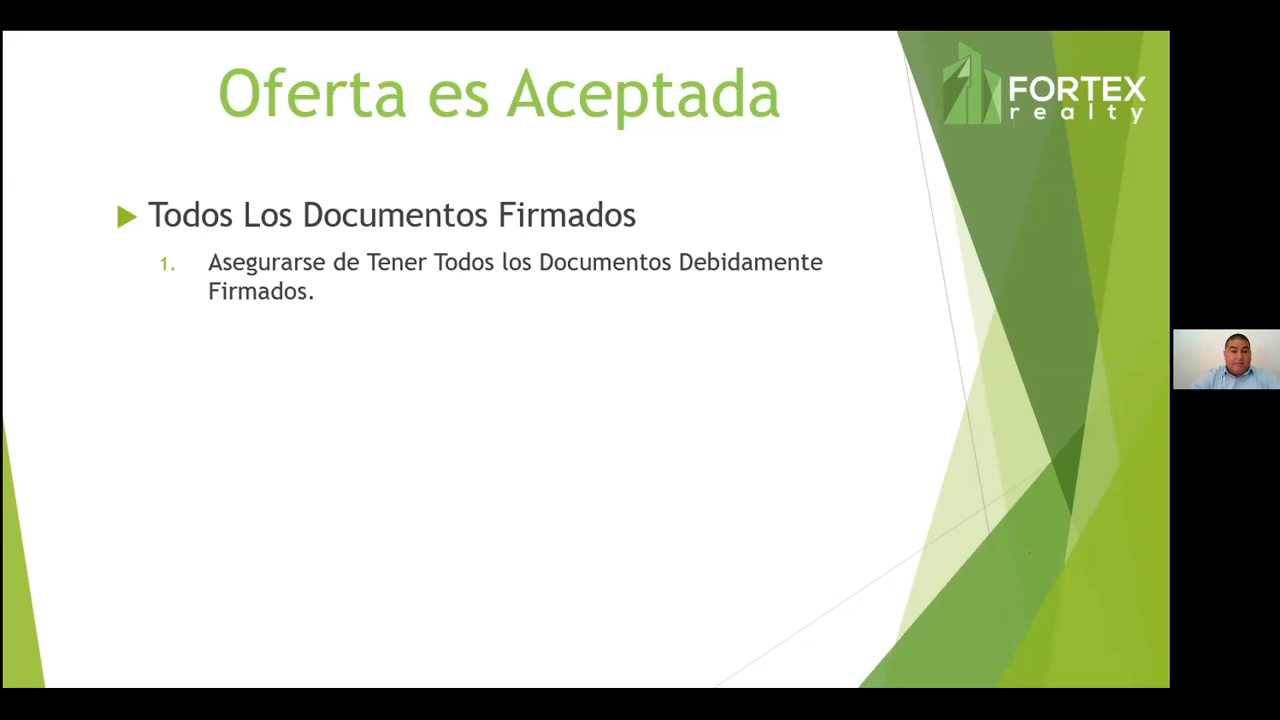 Oferta es Aceptada
FORTEX
realty
Todos Los Documentos Firmados
1. Asegurarse de Tener Todos los Documentos Debidamente
Firmados.